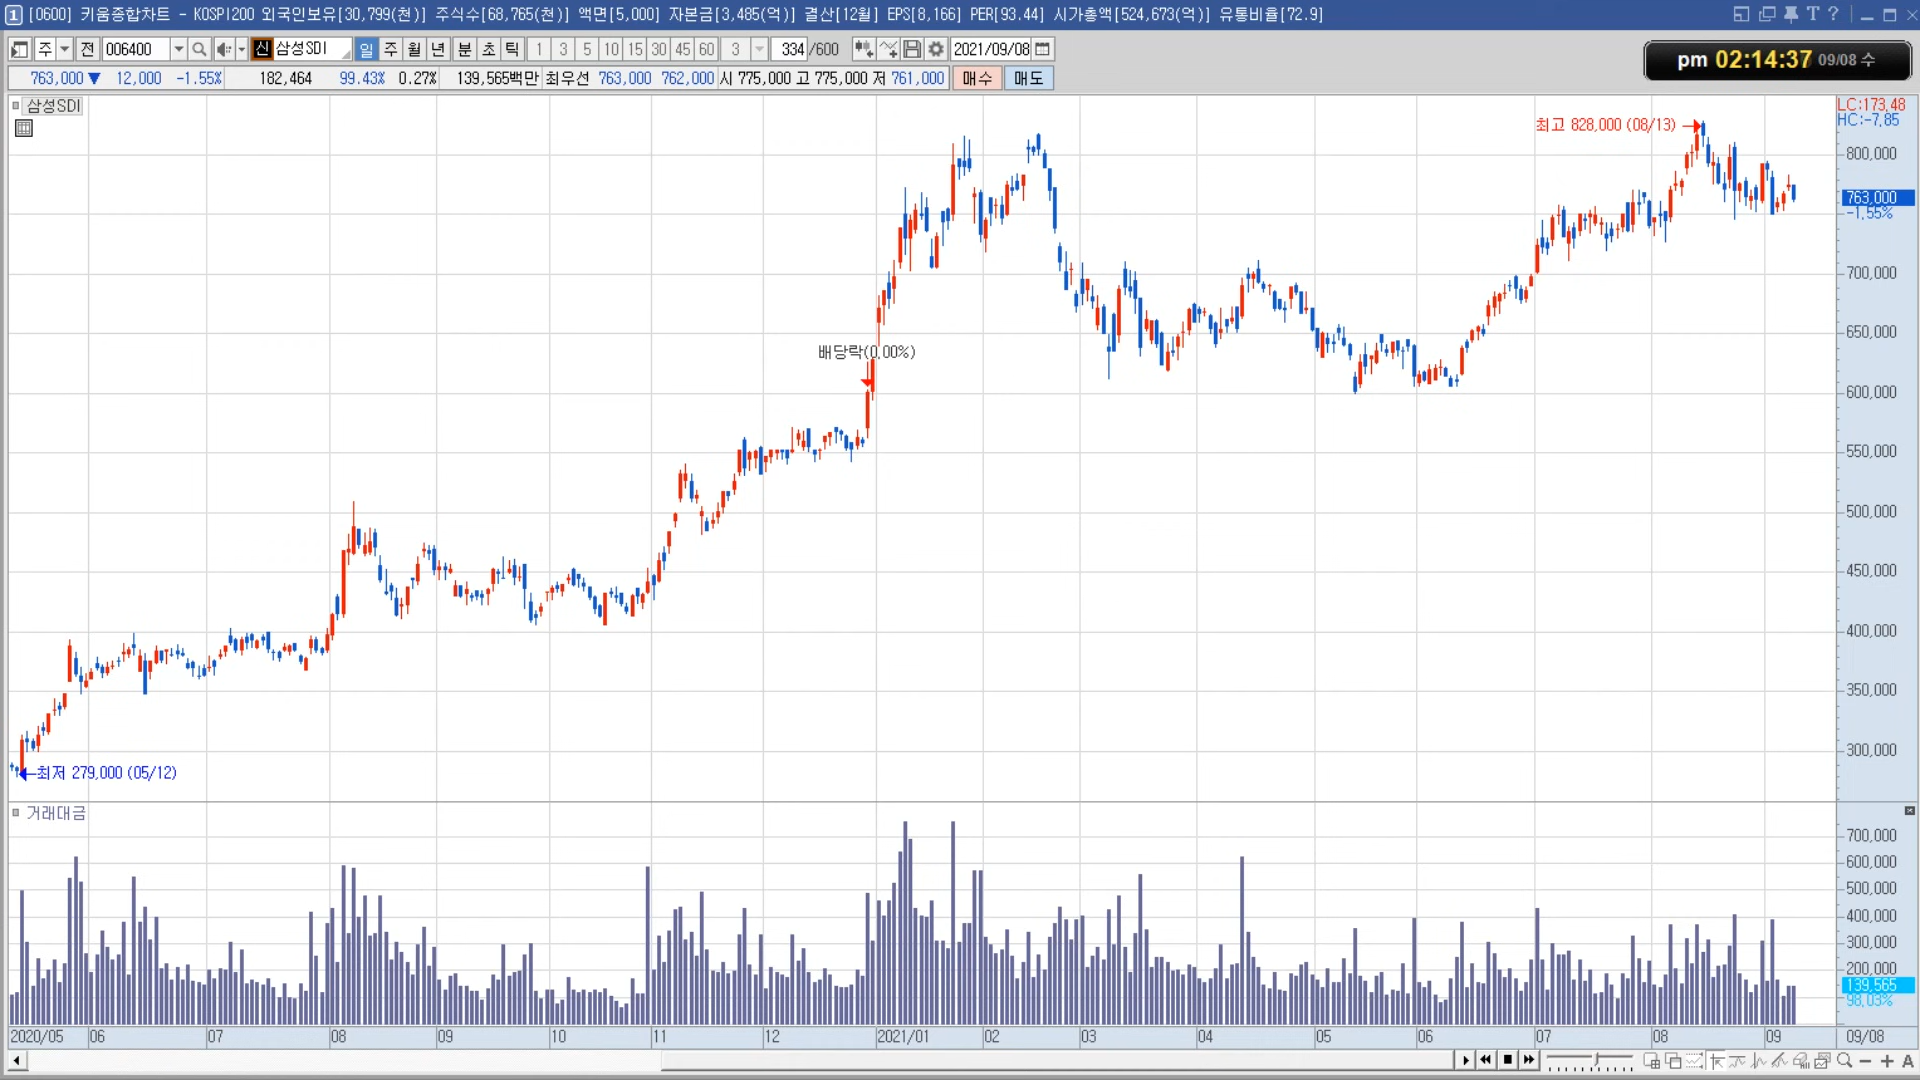 1 [0600] 키움종합차트 - KOSPI200 외국인보유[30,799(천)] 주식수[68,765(천)] 액면[5,000] 자본금[3,485(억)] 결산[12월] EPS[8,166] PER[93.44] 시가총액[524,673(억)] 유통비율[72.9] T ?
주 전 006400 신 삼성SDI 일 주 월 년 분 초 틱 1 3 5 10 15 30 45 60 3 334 /600 2021/09/08
pm 02:14:37 09/08 수
763,000 ▼ 12,000 -1.55% 182,464 99.43% 0.27% 139,565백만 최우선 763,000 762,000 시 775,000 고 775,000 저 761,000 매수 매도
삼성SDI
LC:173.48
HC:-7.85
최고 828,000 (08/13)
800,000
763,000
-1.55%
700,000
650,000
배당락(0.00%)
600,000
550,000
500,000
450,000
400,000
350,000
300,000
최저 279,000 (05/12)
거래대금
700,000
600,000
500,000
400,000
300,000
200,000
139,565
98.03%
2020/05 06 07 08 09 10 11 12 2021/01 02 03 04 05 06 07 08 09 09/08
A